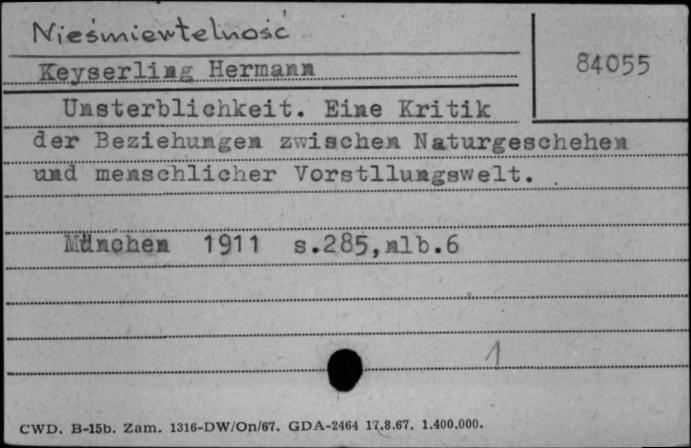 Nieśmiertelność
84055
Keyserling Hermann
Unsterblichkeit. Eine Kritik
der Beziehungen zwischen Naturgeschehen
und menschlicher Vorstllungswelt.
München 1911 s.285,nlb.6
1
CWD. B-15b. Zam. 1316-DW/On/67. GDA-2464 17.8.67. 1.400.000.